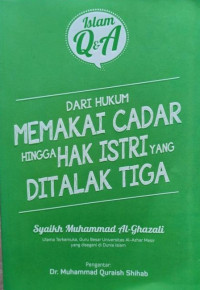 Islam
Q&A
DARI HUKUM
MEMAKAI CADAR
HINGGA HAK ISTRI YANG
DITALAK TIGA
Syaikh Muhammad Al-Ghazali
Ulama Terkemuka, Guru Besar Universitas Al-Azhar Mesir
yang disegani di Dunia Islam
Pengantar:
Dr. Muhammad Quraish Shihab